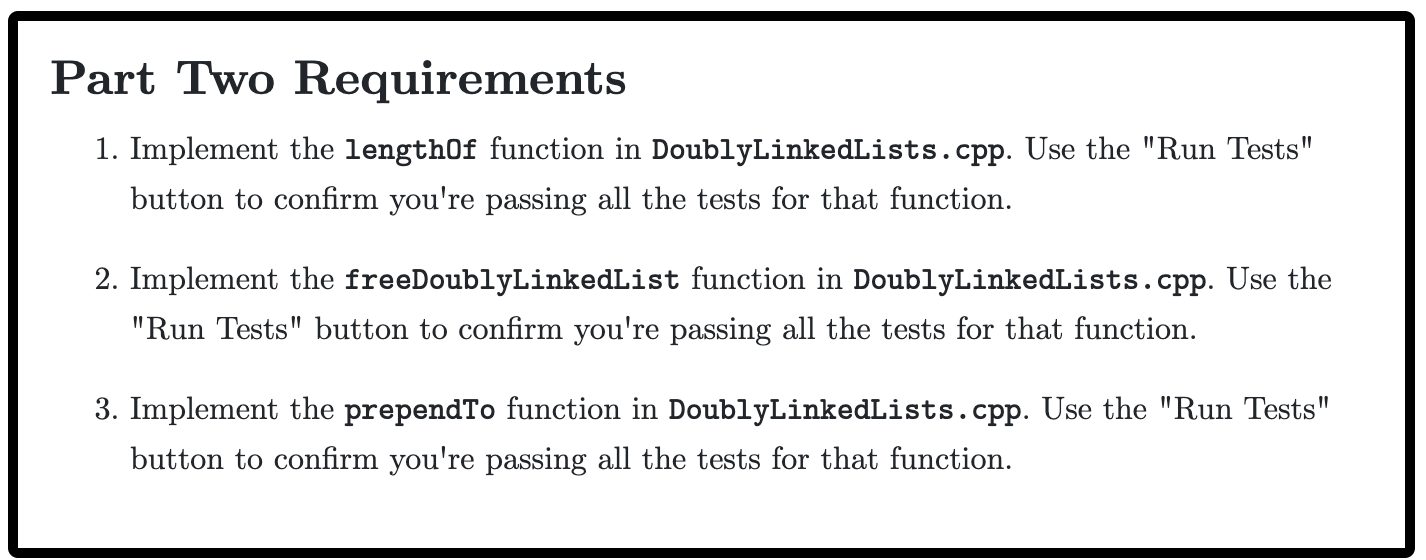 Part Two Requirements
1. Implement the lengthOf function in DoublyLinkedLists.cpp. Use the "Run Tests"
button to confirm you're passing all the tests for that function.
2. Implement the freeDoublyLinkedList function in DoublyLinkedLists.cpp. Use the
"Run Tests" button to confirm you're passing all the tests for that function.
3. Implement the prependTo function in DoublyLinkedLists.cpp. Use the "Run Tests"
button to confirm you're passing all the tests for that function.